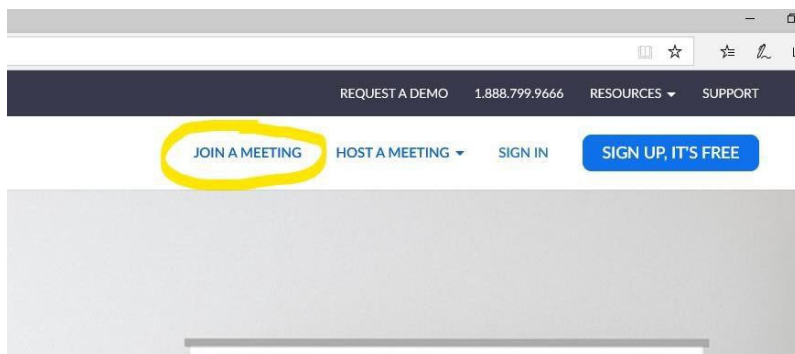 REQUEST A DEMO 1.888.799.9666 RESOURCES SUPPORT
JOIN A MEETING HOST A MEETING SIGN IN SIGN UP, IT'S FREE